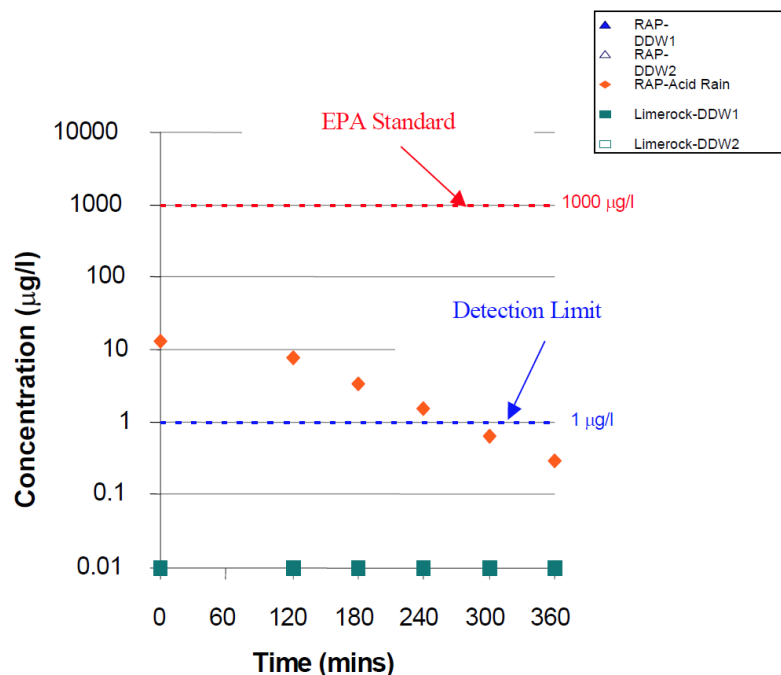 RAP-
DDW1
RAP-
DDW2
RAP-Acid Rain
Limerock-DDW1
Limerock-DDW2
EPA Standard
10000
1000
1000 μg/l
100
Detection Limit
10
1
1 μg/l
0.1
0.01
Concentration (μg/l)
0 60 120 180 240 300 360
Time (mins)